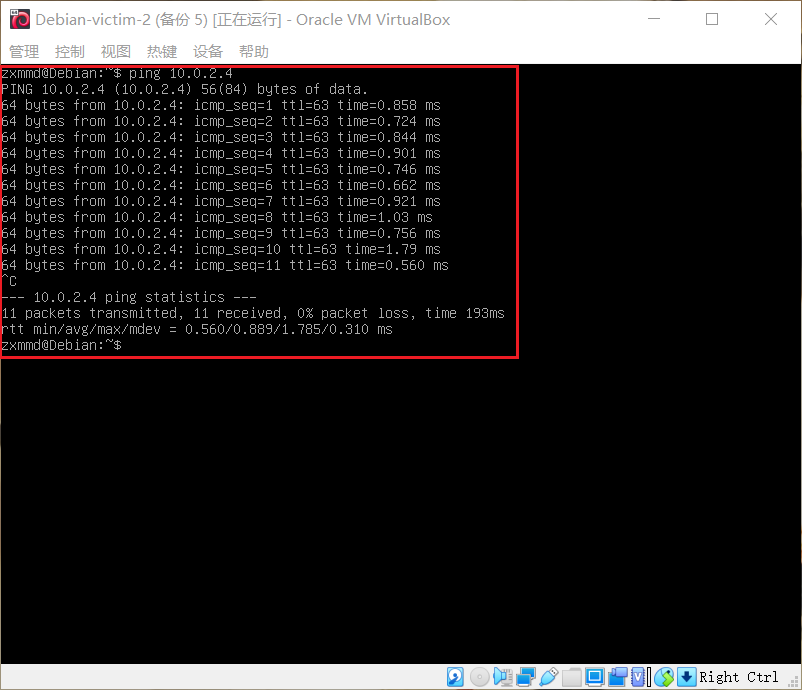 Debian-victim-2 (备份 5) [正在运行] - Oracle VM VirtualBox
管理 控制 视图 热键 设备 帮助
zxmmd@Debian:~$ ping 10.0.2.4
PING 10.0.2.4 (10.0.2.4) 56(84) bytes of data.
64 bytes from 10.0.2.4: icmp_seq=1 ttl=63 time=0.858 ms
64 bytes from 10.0.2.4: icmp_seq=2 ttl=63 time=0.724 ms
64 bytes from 10.0.2.4: icmp_seq=3 ttl=63 time=0.844 ms
64 bytes from 10.0.2.4: icmp_seq=4 ttl=63 time=0.901 ms
64 bytes from 10.0.2.4: icmp_seq=5 ttl=63 time=0.746 ms
64 bytes from 10.0.2.4: icmp_seq=6 ttl=63 time=0.662 ms
64 bytes from 10.0.2.4: icmp_seq=7 ttl=63 time=0.921 ms
64 bytes from 10.0.2.4: icmp_seq=8 ttl=63 time=1.03 ms
64 bytes from 10.0.2.4: icmp_seq=9 ttl=63 time=0.756 ms
64 bytes from 10.0.2.4: icmp_seq=10 ttl=63 time=1.79 ms
64 bytes from 10.0.2.4: icmp_seq=11 ttl=63 time=0.560 ms
^C
--- 10.0.2.4 ping statistics ---
11 packets transmitted, 11 received, 0% packet loss, time 193ms
rtt min/avg/max/mdev = 0.560/0.889/1.785/0.310 ms
zxmmd@Debian:~$
Right Ctrl